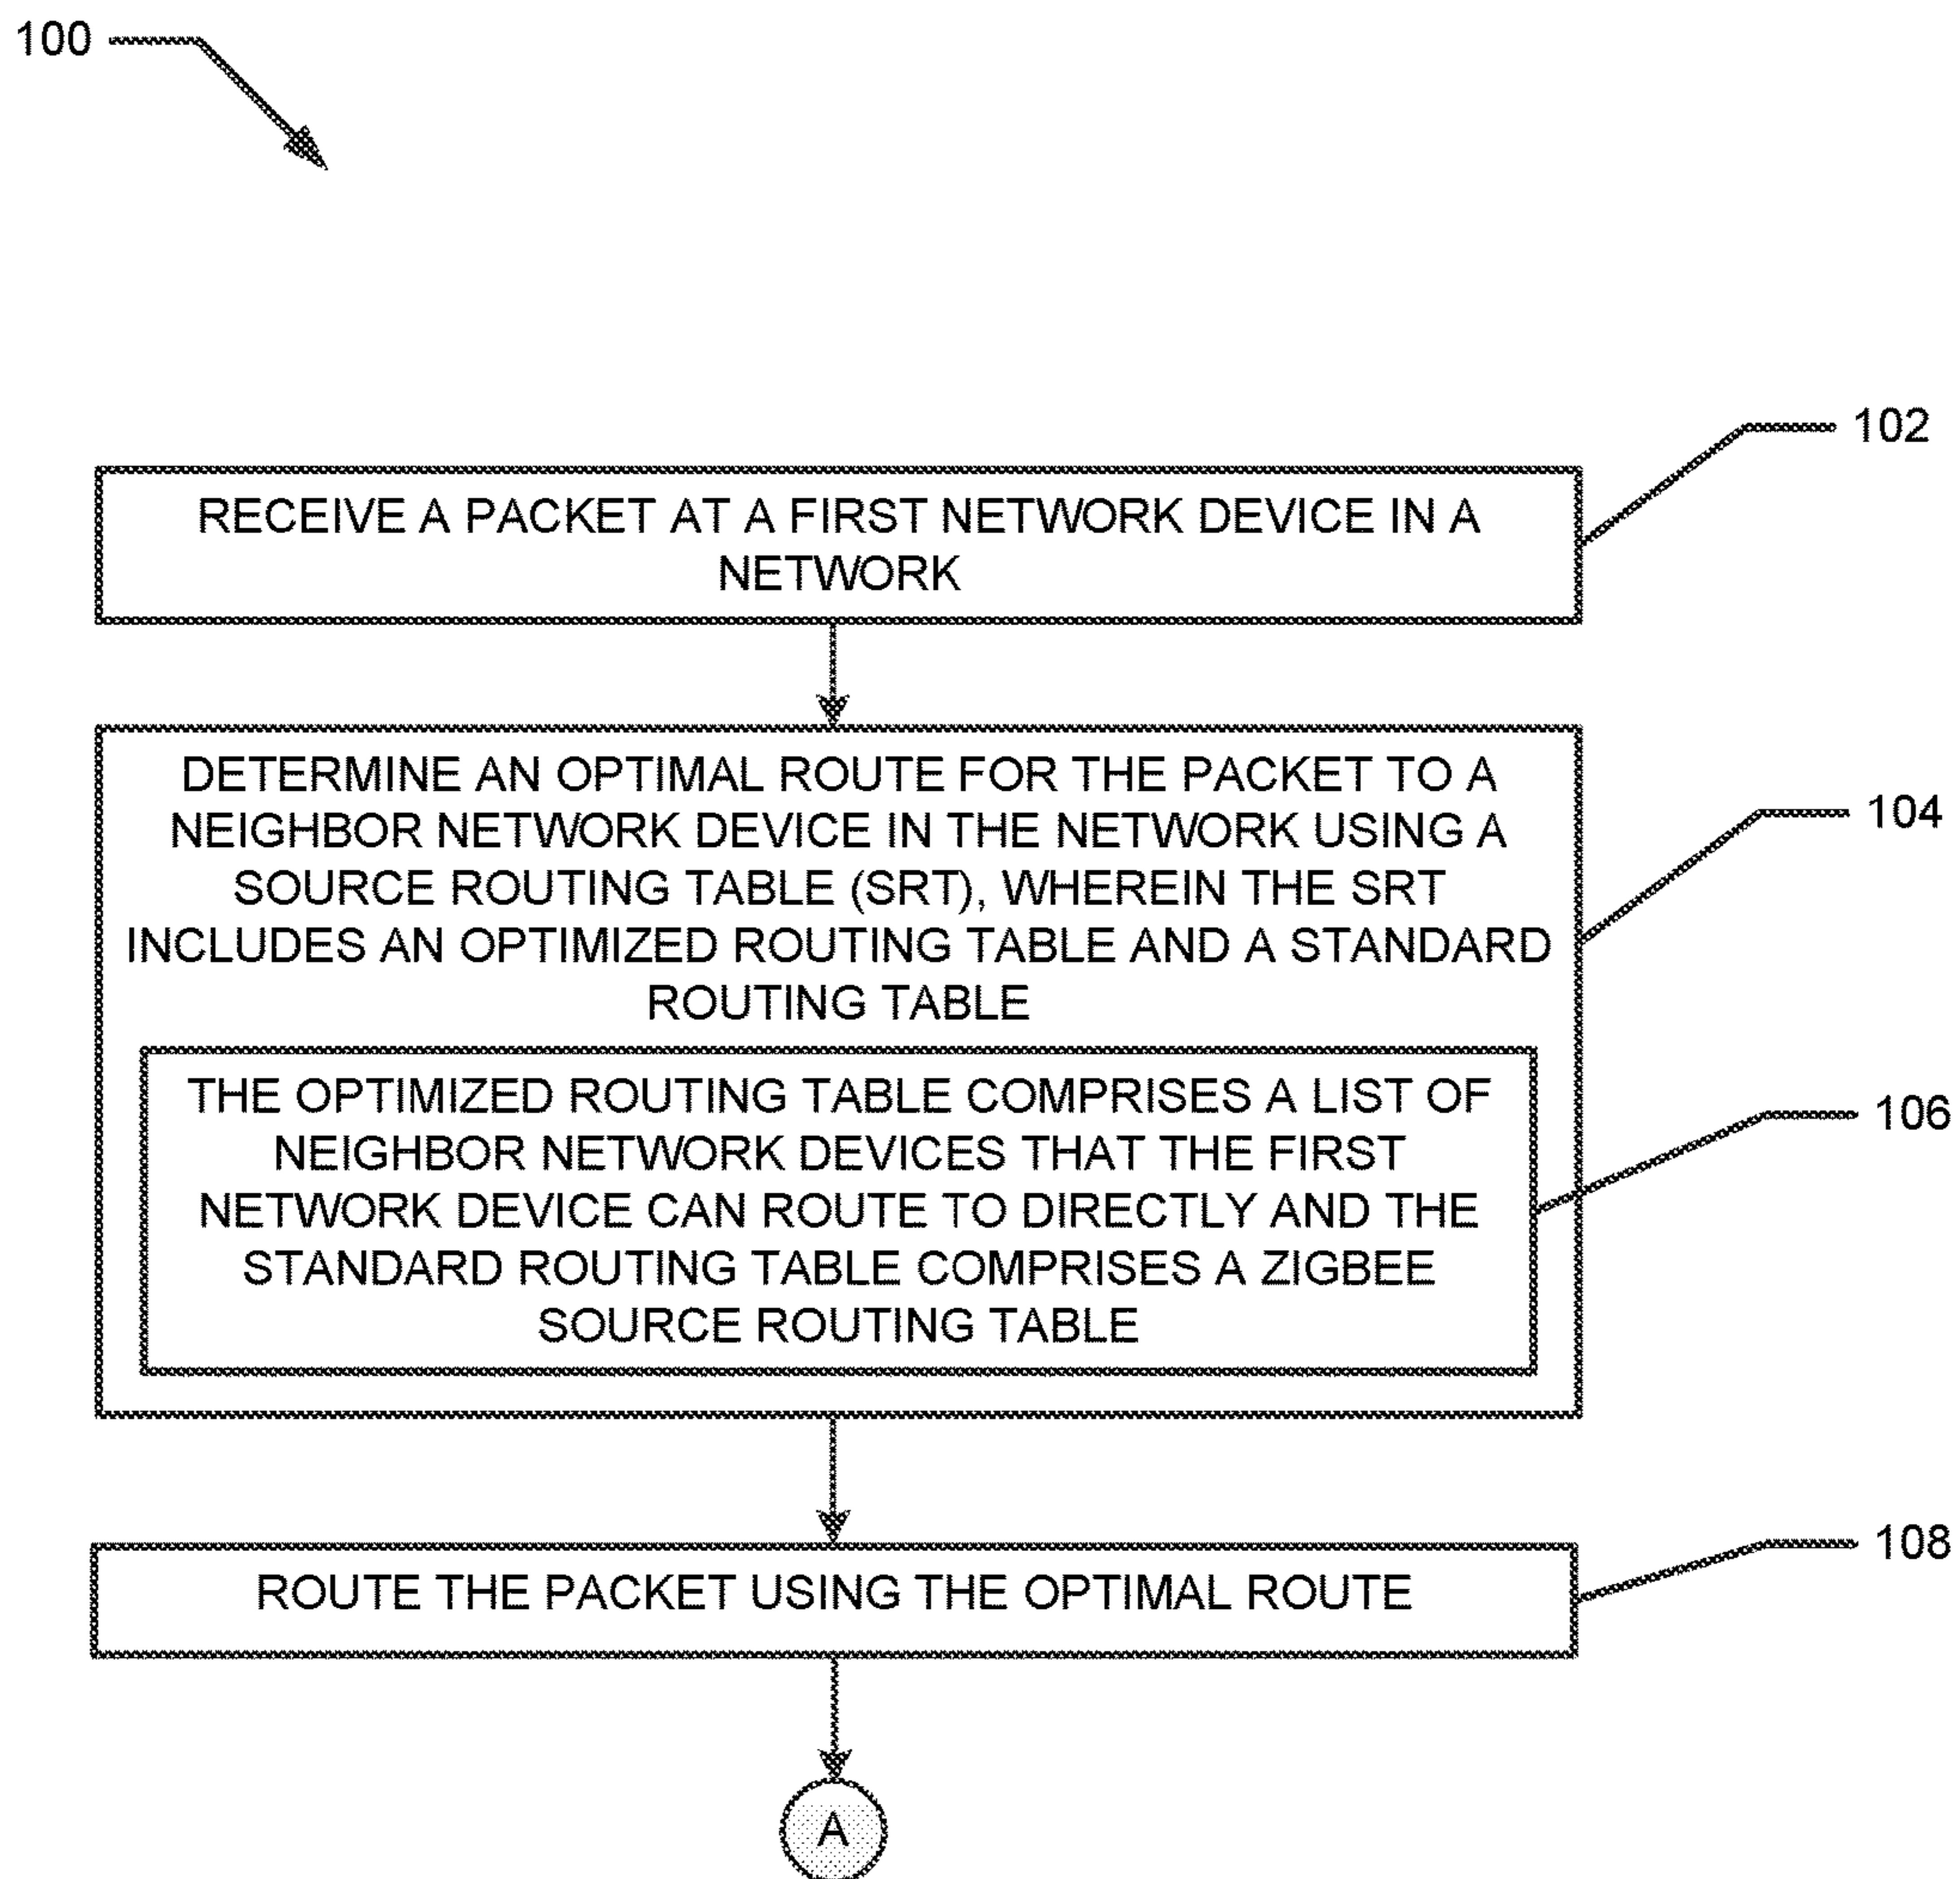 100
102
RECEIVE A PACKET AT A FIRST NETWORK DEVICE IN A
NETWORK
DETERMINE AN OPTIMAL ROUTE FOR THE PACKET TO A
NEIGHBOR NETWORK DEVICE IN THE NETWORK USING A
SOURCE ROUTING TABLE (SRT), WHEREIN THE SRT
INCLUDES AN OPTIMIZED ROUTING TABLE AND A STANDARD
ROUTING TABLE
104
THE OPTIMIZED ROUTING TABLE COMPRISES A LIST OF
NEIGHBOR NETWORK DEVICES THAT THE FIRST
NETWORK DEVICE CAN ROUTE TO DIRECTLY AND THE
STANDARD ROUTING TABLE COMPRISES A ZIGBEE
SOURCE ROUTING TABLE
106
ROUTE THE PACKET USING THE OPTIMAL ROUTE
108
A